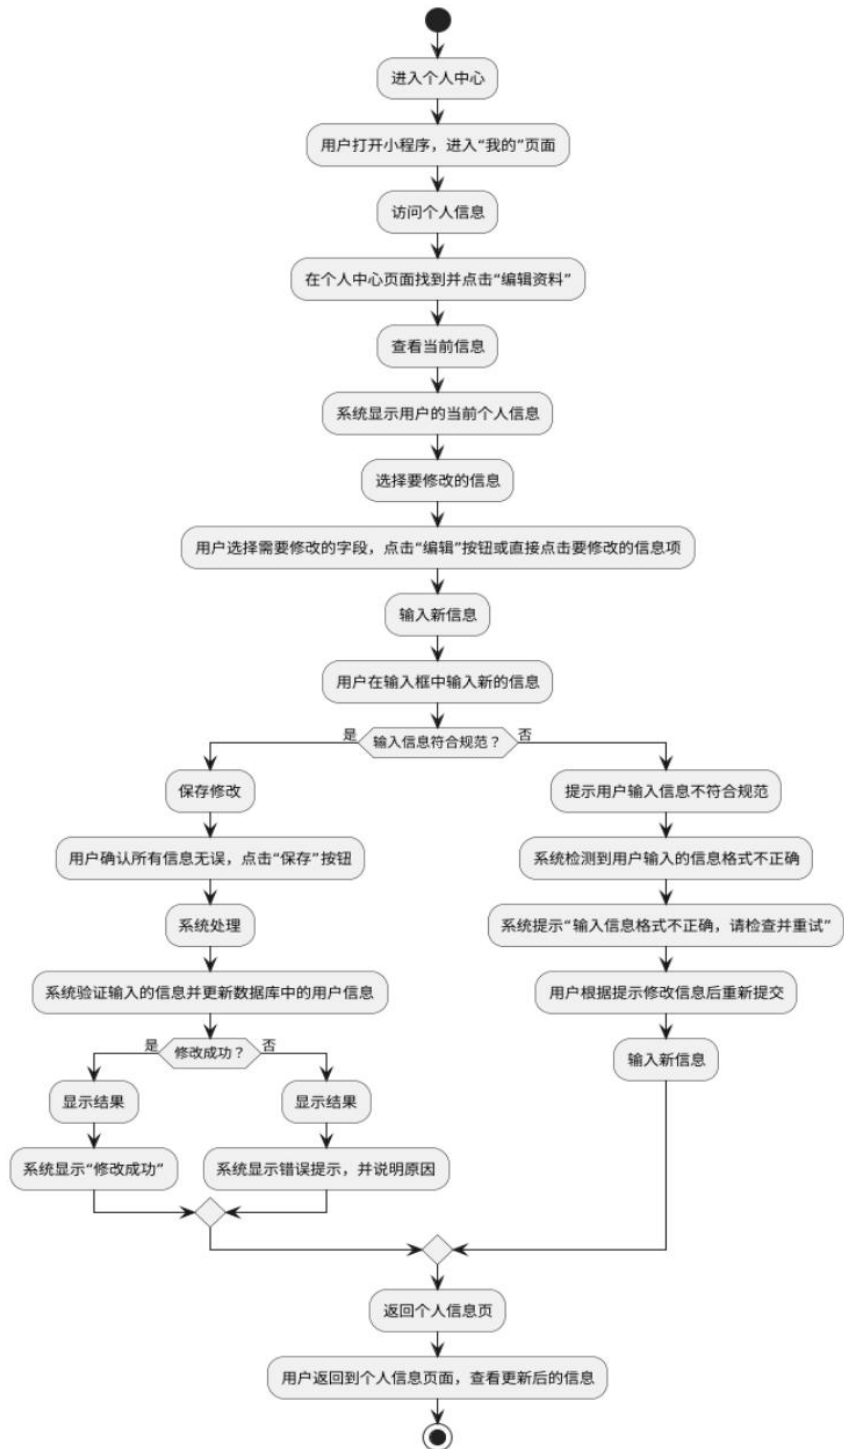 进入个人中心
用户打开小程序，进入“我的”页面
访问个人信息
在个人中心页面找到并点击“编辑资料”
查看当前信息
系统显示用户的当前个人信息
选择要修改的信息
用户选择需要修改的字段，点击“编辑”按钮或直接点击要修改的信息项
输入新信息
用户在输入框中输入新的信息
是
输入信息符合规范？
否
保存修改
用户确认所有信息无误，点击“保存”按钮
系统处理
系统验证输入的信息并更新数据库中的用户信息
是
修改成功？
否
显示结果
系统显示“修改成功”
显示结果
系统显示错误提示，并说明原因
提示用户输入信息不符合规范
系统检测到用户输入的信息格式不正确
系统提示“输入信息格式不正确，请检查并重试”
用户根据提示修改信息后重新提交
输入新信息
返回个人信息页
用户返回到个人信息页面，查看更新后的信息